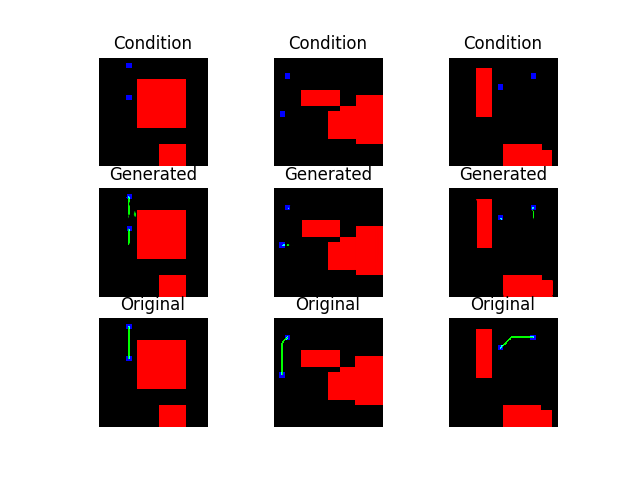 Condition Condition Condition
Generated Generated Generated
Original Original Original